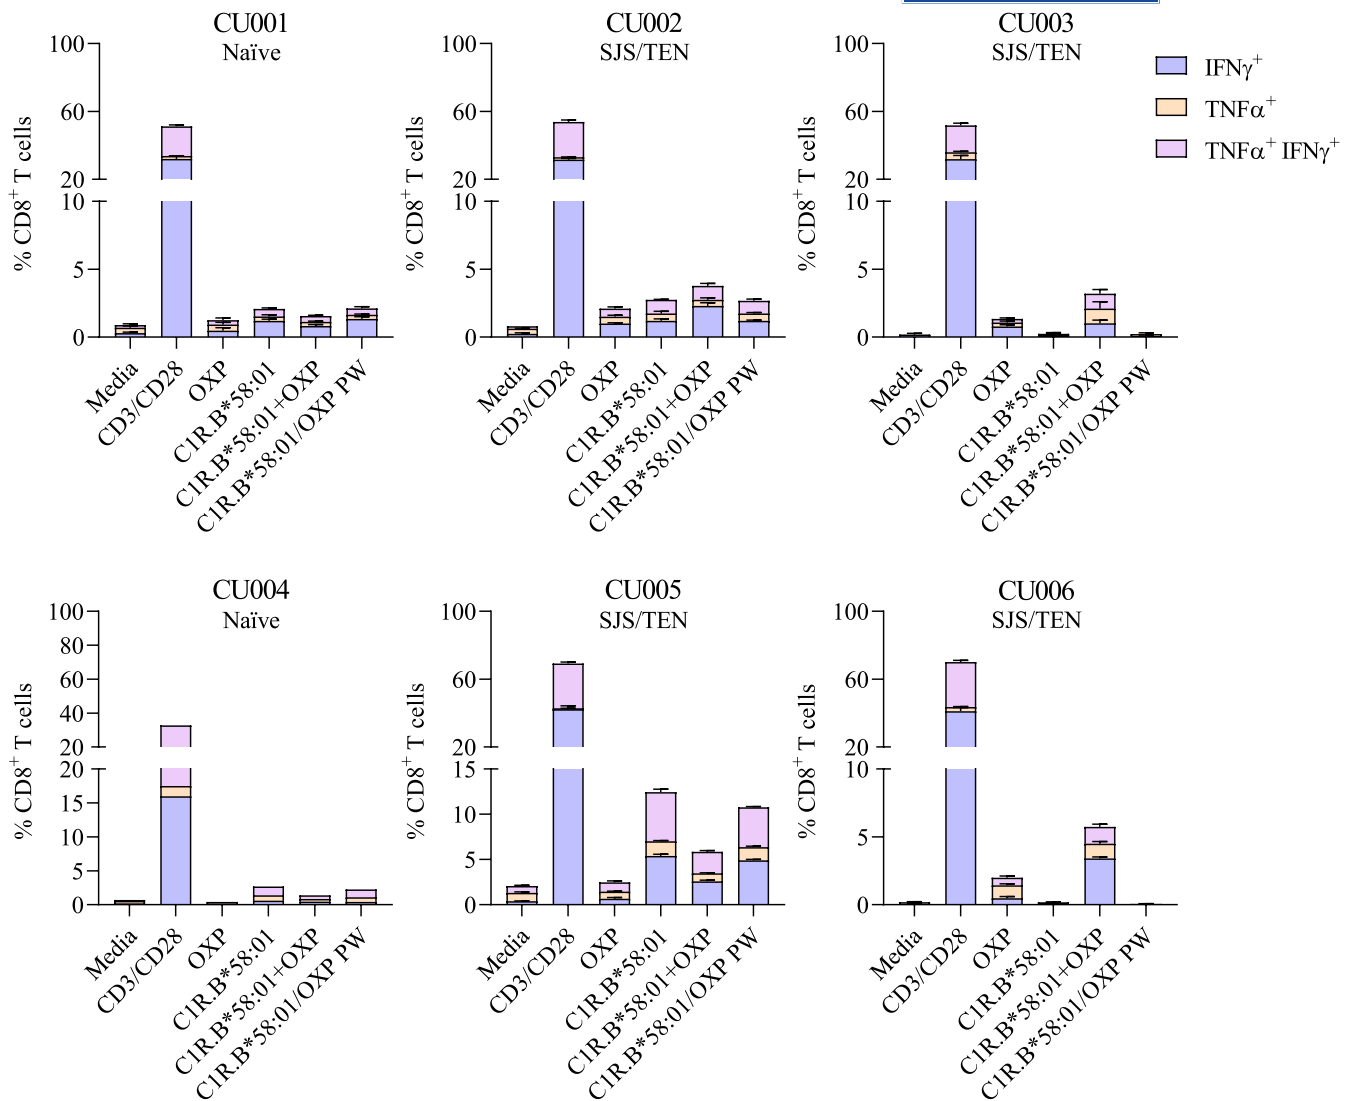 CU001
Naïve
% CD8+ T cells
100
60
20
10
5
0
Media
CD3/CD28
OXP
C1R.B*58:01
C1R.B*58:01+OXP
C1R.B*58:01/OXP PW
CU002
SJS/TEN
% CD8+ T cells
100
60
20
10
5
0
Media
CD3/CD28
OXP
C1R.B*58:01
C1R.B*58:01+OXP
C1R.B*58:01/OXP PW
CU003
SJS/TEN
% CD8+ T cells
100
60
20
10
5
0
Media
CD3/CD28
OXP
C1R.B*58:01
C1R.B*58:01+OXP
C1R.B*58:01/OXP PW
IFNγ+
TNFα+
TNFα+ IFNγ+
CU004
Naïve
% CD8+ T cells
100
80
60
40
20
20
15
10
5
0
Media
CD3/CD28
OXP
C1R.B*58:01
C1R.B*58:01+OXP
C1R.B*58:01/OXP PW
CU005
SJS/TEN
% CD8+ T cells
100
60
20
15
10
5
0
Media
CD3/CD28
OXP
C1R.B*58:01
C1R.B*58:01+OXP
C1R.B*58:01/OXP PW
CU006
SJS/TEN
% CD8+ T cells
100
60
20
10
5
0
Media
CD3/CD28
OXP
C1R.B*58:01
C1R.B*58:01+OXP
C1R.B*58:01/OXP PW